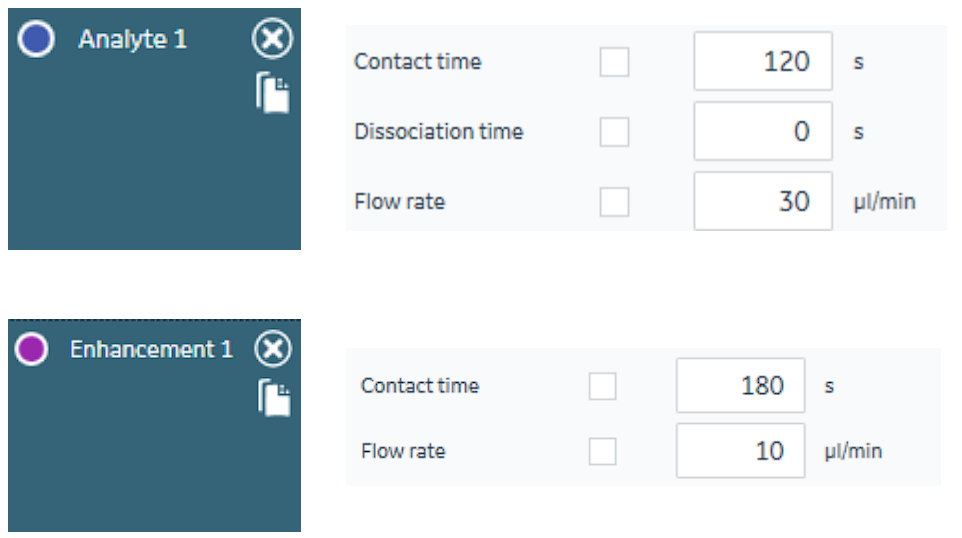 Analyte 1
Contact time 120 s
Dissociation time 0 s
Flow rate 30 µl/min
Enhancement 1
Contact time 180 s
Flow rate 10 µl/min